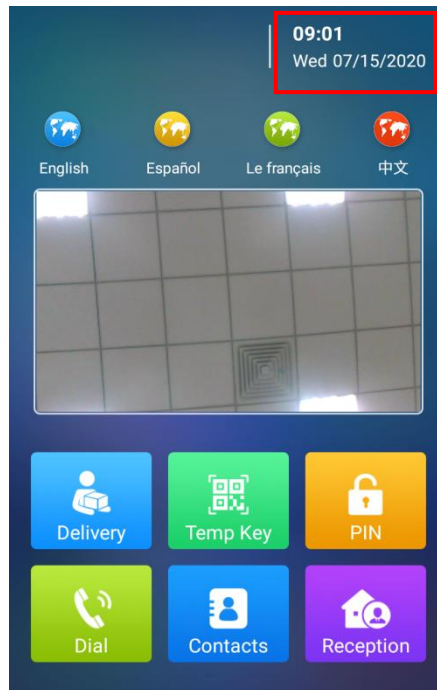 09:01
Wed 07/15/2020
English
Español
Le français
中文
Delivery
Temp Key
PIN
Dial
Contacts
Reception